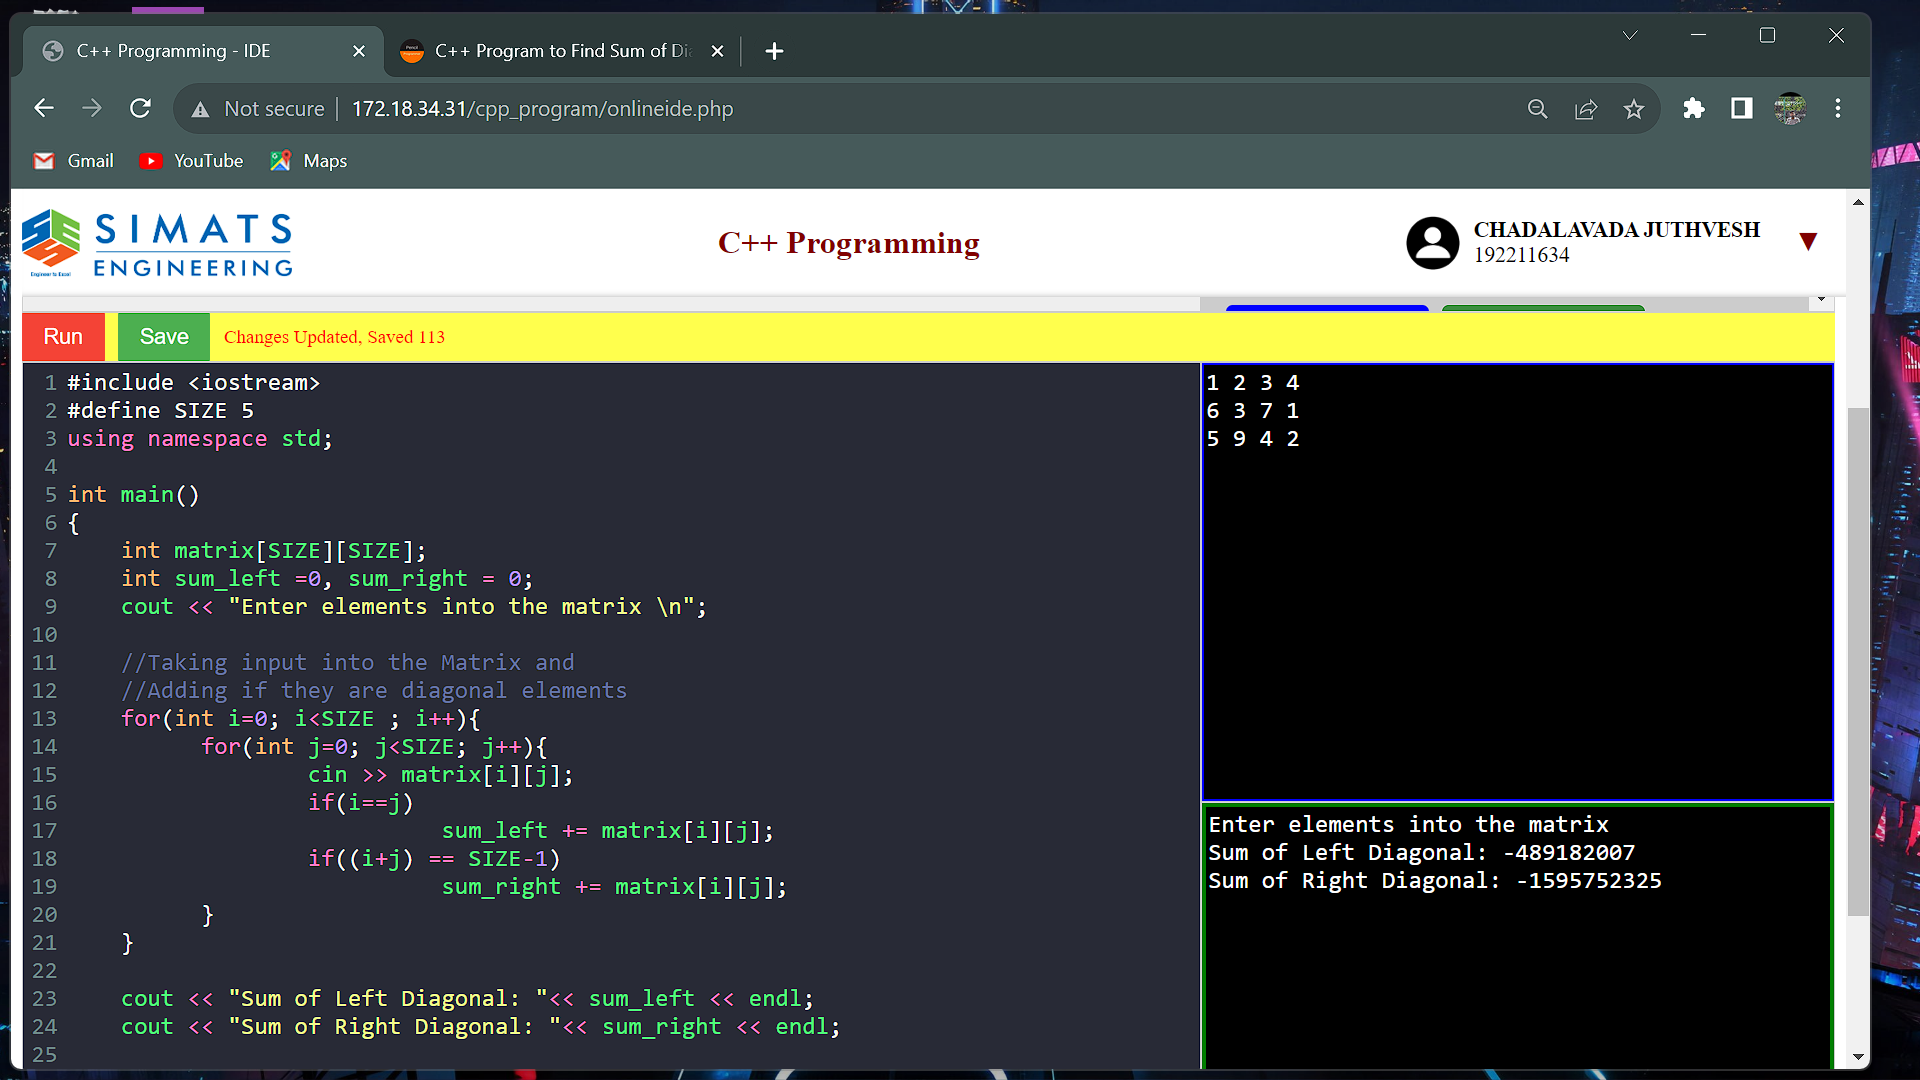 C++ Programming - IDE
C++ Program to Find Sum of Dia
Not secure
172.18.34.31/cpp_program/onlineide.php
Gmail
YouTube
Maps
SIMATS
ENGINEERING
Engineer to Excel
C++ Programming
CHADALAVADA JUTHVESH
192211634
Run
Save
Changes Updated, Saved 113
1 #include <iostream>
2 #define SIZE 5
3 using namespace std;
4
5 int main()
6 {
7     int matrix[SIZE][SIZE];
8     int sum_left =0, sum_right = 0;
9     cout << "Enter elements into the matrix \n";
10
11     //Taking input into the Matrix and
12     //Adding if they are diagonal elements
13     for(int i=0; i<SIZE ; i++){
14           for(int j=0; j<SIZE; j++){
15                   cin >> matrix[i][j];
16                   if(i==j)
17                             sum_left += matrix[i][j];
18                   if((i+j) == SIZE-1)
19                             sum_right += matrix[i][j];
20           }
21     }
22
23     cout << "Sum of Left Diagonal: "<< sum_left << endl;
24     cout << "Sum of Right Diagonal: "<< sum_right << endl;
25
1 2 3 4
6 3 7 1
5 9 4 2
Enter elements into the matrix
Sum of Left Diagonal: -489182007
Sum of Right Diagonal: -1595752325